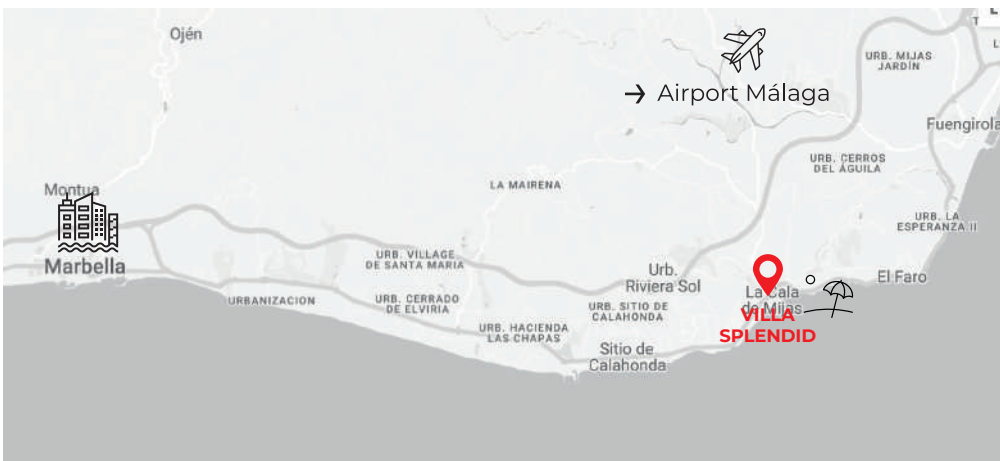 Ojén
URB. MIJAS
JARDÍN
→ Airport Málaga
Fuengirola
URB. CERROS
DEL ÁGUILA
LA MAIRENA
Montua
URB. LA
ESPERANZA II
URB. VILLAGE
DE SANTA MARIA
Marbella
Urb.
Riviera Sol
El Faro
La Cala
de Mijas
URBANIZACION
URB. CERRADO
DE ELVIRIA
URB. SITIO DE
CALAHONDA
VILLA
SPLENDID
URB. HACIENDA
LAS CHAPAS
Sitio de
Calahonda